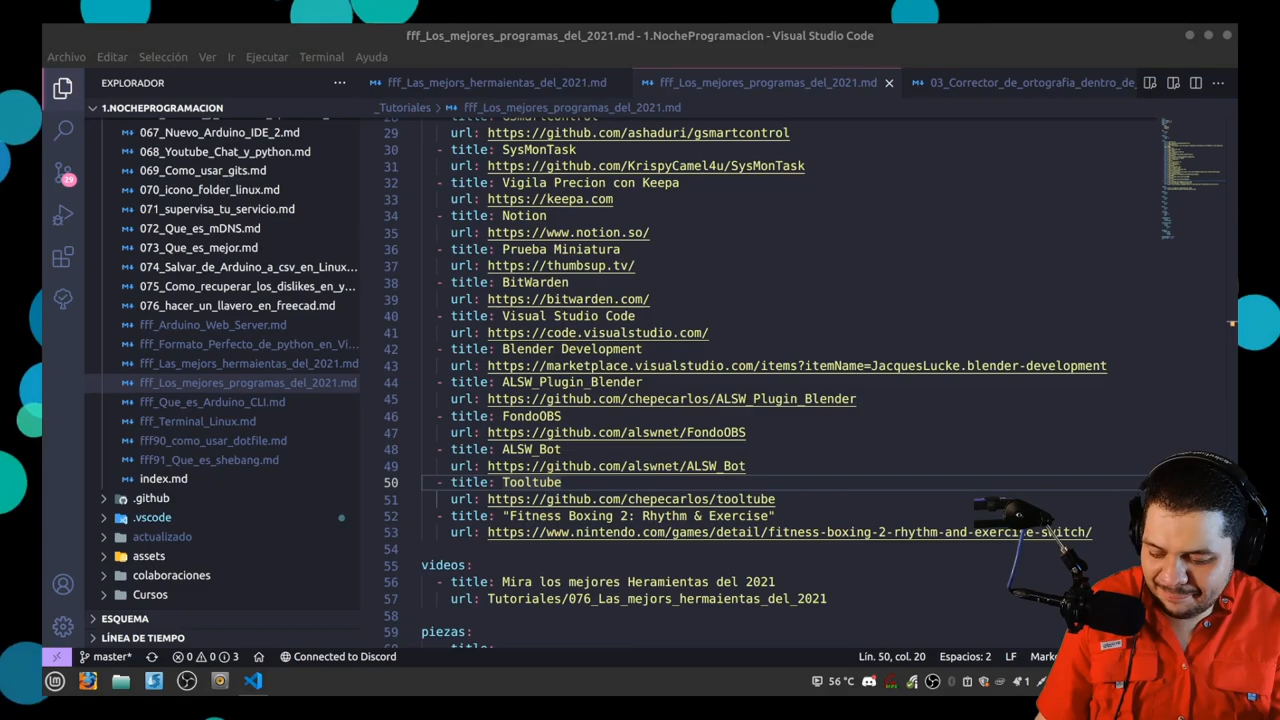 fff_Los_mejores_programas_del_2021.md - 1.NocheProgramacion - Visual Studio Code
Archivo Editar Selección Ver Ir Ejecutar Terminal Ayuda
EXPLORADOR
fff_Las_mejors_hermaientas_del_2021.md
fff_Los_mejores_programas_del_2021.md
03_Corrector_de_ortografia_dentro_de_
1.NOCHEPROGRAMACION
_Tutoriales > fff_Los_mejores_programas_del_2021.md
067_Nuevo_Arduino_IDE_2.md
068_Youtube_Chat_y_python.md
069_Como_usar_gits.md
070_icono_folder_linux.md
071_supervisa_tu_servicio.md
072_Que_es_mDNS.md
073_Que_es_mejor.md
074_Salvar_de_Arduino_a_csv_en_Linux...
075_Como_recuperar_los_dislikes_en_y...
076_hacer_un_llavero_en_freecad.md
fff_Arduino_Web_Server.md
fff_Formato_Perfecto_de_python_en_Vi...
fff_Las_mejors_hermaientas_del_2021.md
fff_Los_mejores_programas_del_2021.md
fff_Que_es_Arduino_CLI.md
fff_Terminal_Linux.md
fff90_como_usar_dotfile.md
fff91_Que_es_shebang.md
index.md
.github
.vscode
actualizado
assets
colaboraciones
Cursos
ESQUEMA
LÍNEA DE TIEMPO
28 - title: GSmartControl
29 url: https://github.com/ashaduri/gsmartcontrol
30 - title: SysMonTask
31 url: https://github.com/KrispyCamel4u/SysMonTask
32 - title: Vigila Precion con Keepa
33 url: https://keepa.com
34 - title: Notion
35 url: https://www.notion.so/
36 - title: Prueba Miniatura
37 url: https://thumbsup.tv/
38 - title: BitWarden
39 url: https://bitwarden.com/
40 - title: Visual Studio Code
41 url: https://code.visualstudio.com/
42 - title: Blender Development
43 url: https://marketplace.visualstudio.com/items?itemName=JacquesLucke.blender-development
44 - title: ALSW_Plugin_Blender
45 url: https://github.com/chepecarlos/ALSW_Plugin_Blender
46 - title: FondoOBS
47 url: https://github.com/alswnet/FondoOBS
48 - title: ALSW_Bot
49 url: https://github.com/alswnet/ALSW_Bot
50 - title: Tooltube
51 url: https://github.com/chepecarlos/tooltube
52 - title: "Fitness Boxing 2: Rhythm & Exercise"
53 url: https://www.nintendo.com/games/detail/fitness-boxing-2-rhythm-and-exercise-switch/
54
55 videos:
56 - title: Mira los mejores Heramientas del 2021
57 url: Tutoriales/076_Las_mejors_hermaientas_del_2021
58
59 piezas:
- title:
29
master* 0 0 3 Connected to Discord Lín. 50, col. 20 Espacios: 2 LF
56 °C 1